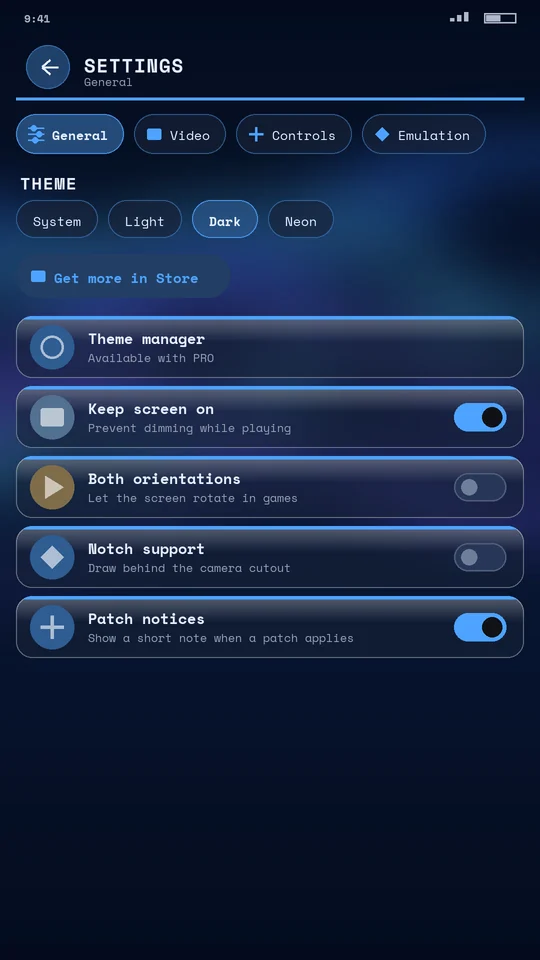 9:41
SETTINGS
General
General
Video
Controls
Emulation
THEME
System
Light
Dark
Neon
Get more in Store
Theme manager
Available with PRO
Keep screen on
Prevent dimming while playing
Both orientations
Let the screen rotate in games
Notch support
Draw behind the camera cutout
Patch notices
Show a short note when a patch applies